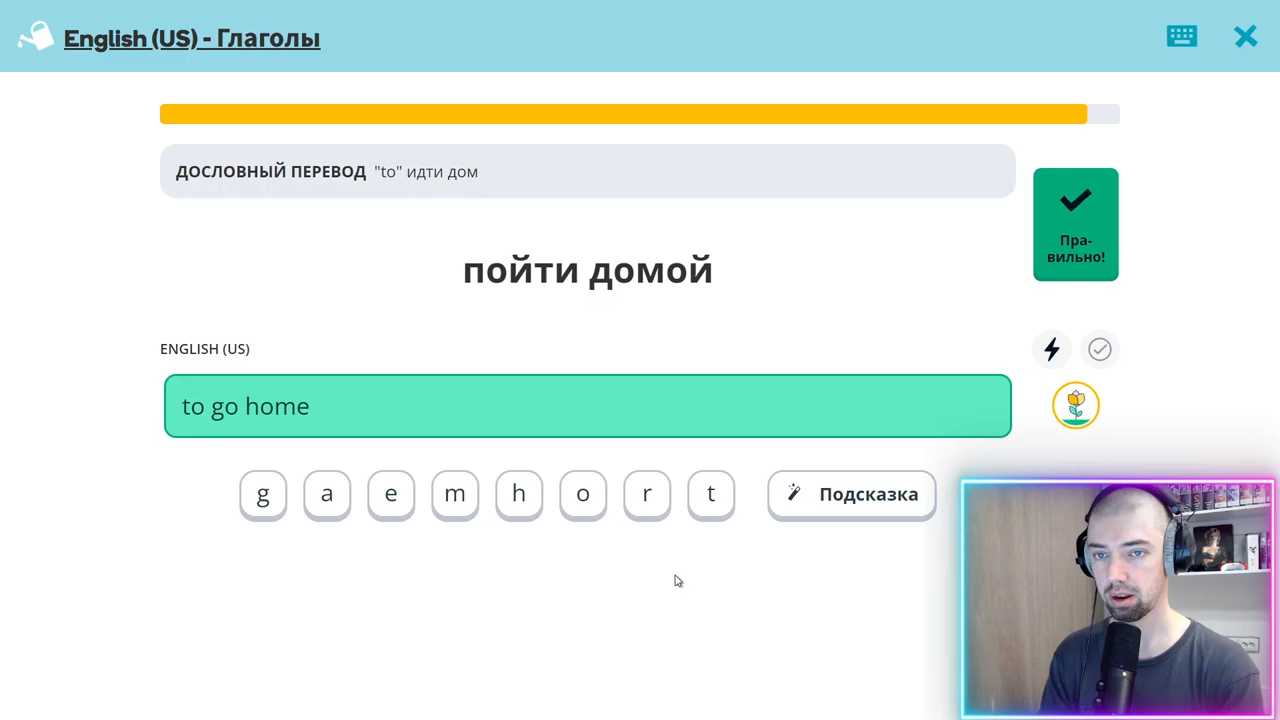 English (US) - Глаголы
ДОСЛОВНЫЙ ПЕРЕВОД "to" идти дом
Пра-
вильно!
пойти домой
ENGLISH (US)
to go home
g a e m h o r t Подсказка